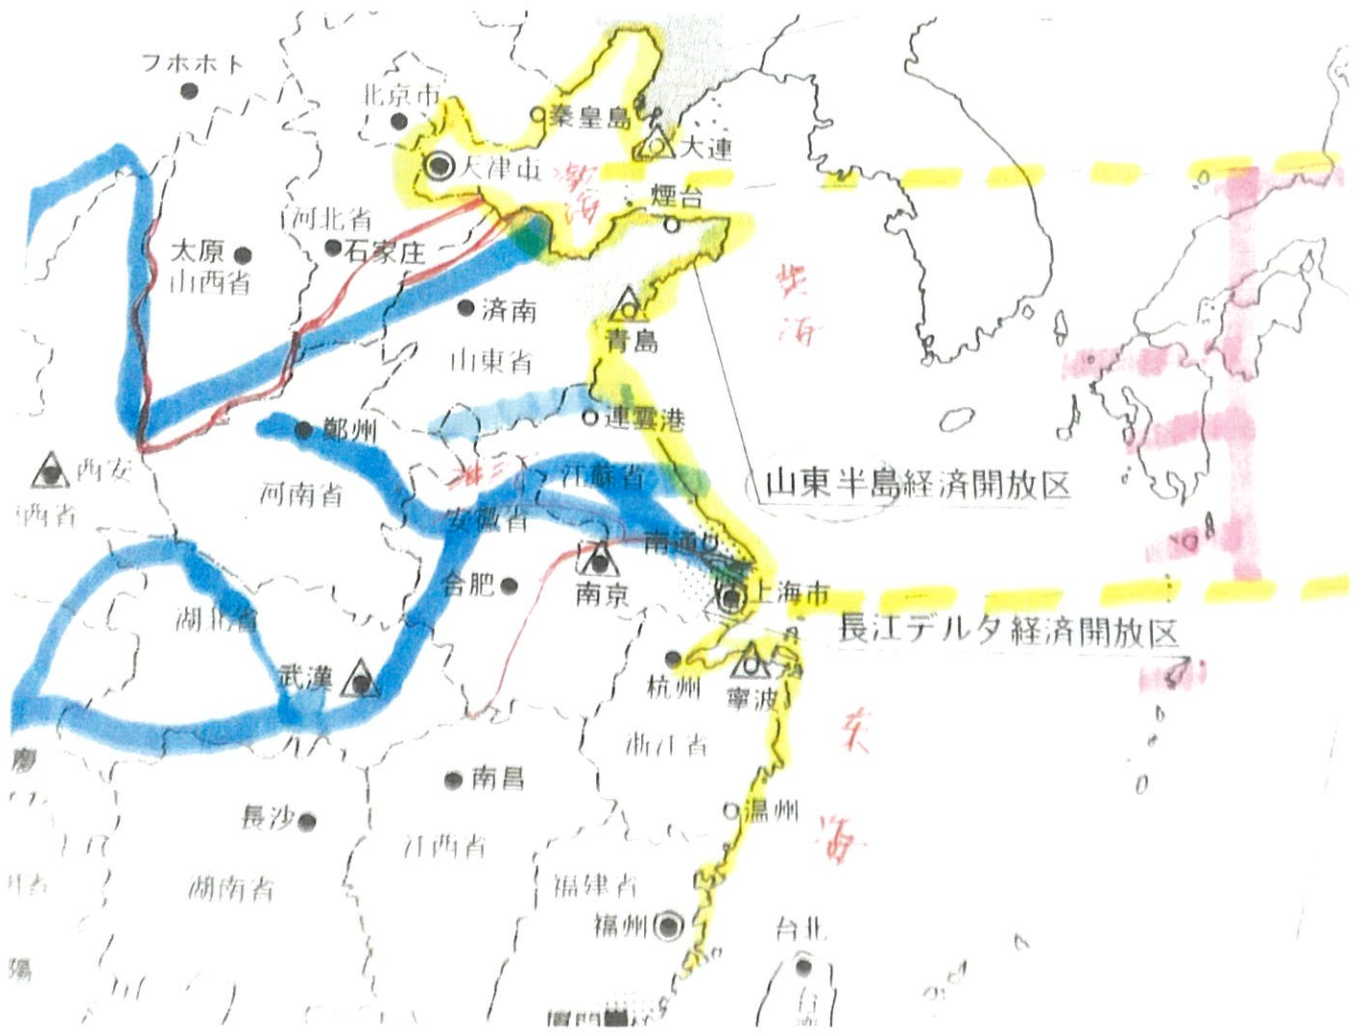 フホホト
北京市
秦皇島
大連
天津市
渤海
煙台
河北省
石家庄
太原
山西省
黄海
済南
青島
山東省
連雲港
鄭州
西安
江蘇省
山東半島経済開放区
河南省
安徽省
南通
合肥
南京
上海市
湖北省
長江デルタ経済開放区
武漢
杭州
寧波
浙江省
东海
慶
南昌
長沙
温州
江西省
湖南省
福建省
福州
台北
陽
厦門
台